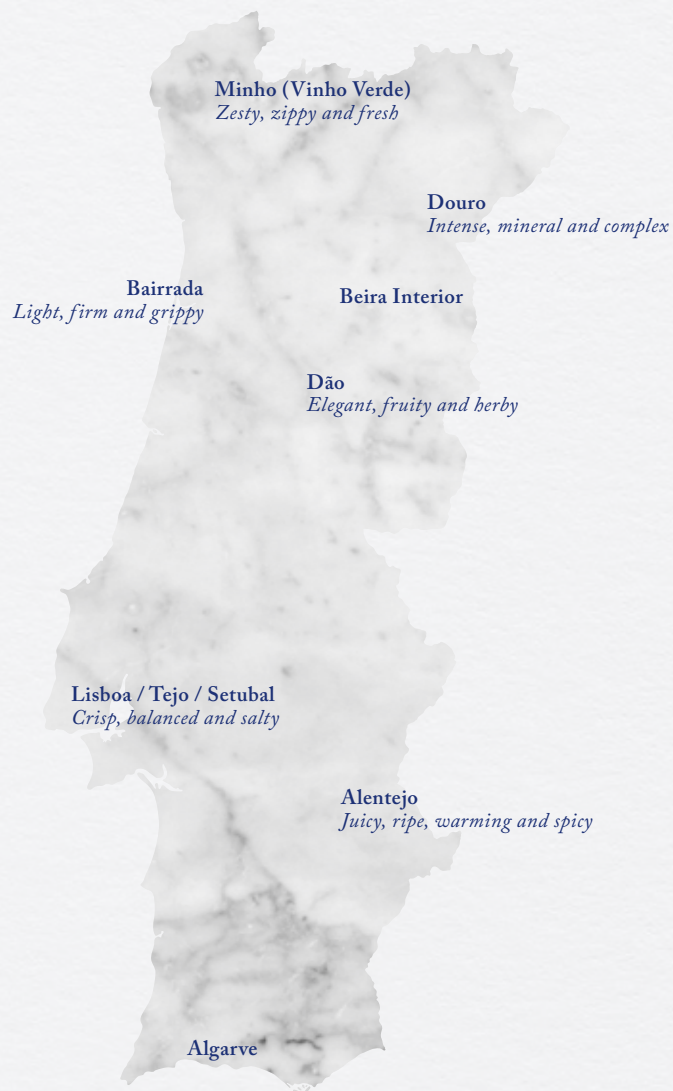 Minho (Vinho Verde)
Zesty, zippy and fresh
Douro
Intense, mineral and complex
Bairrada
Light, firm and grippy
Beira Interior
Dão
Elegant, fruity and herby
Lisboa / Tejo / Setubal
Crisp, balanced and salty
Alentejo
Juicy, ripe, warming and spicy
Algarve